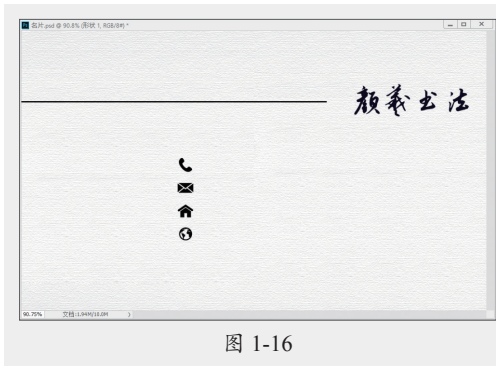 名片.psd @ 90.8% (形状 1, RGB/8#) *
颜羲书法
90.75% 文档:1.94M/10.0M
图 1-16